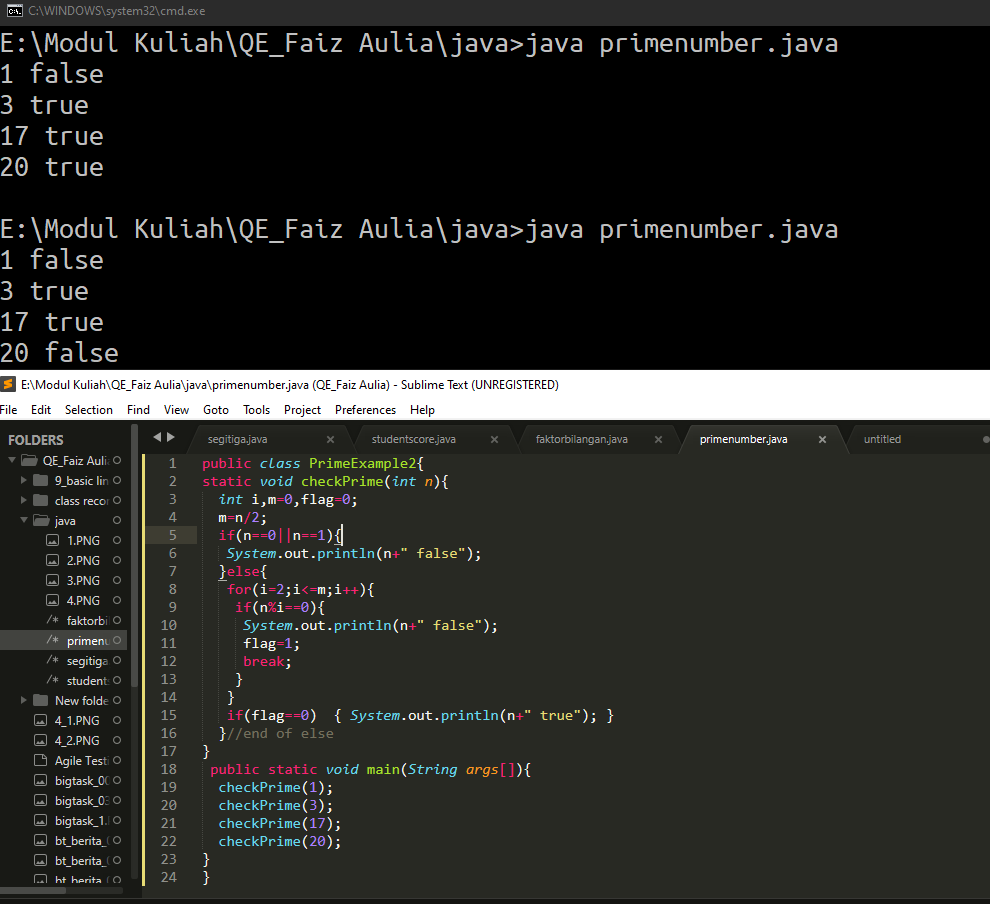 C:\WINDOWS\system32\cmd.exe
E:\Modul Kuliah\QE_Faiz Aulia\java>java primenumber.java
1 false
3 true
17 true
20 true
E:\Modul Kuliah\QE_Faiz Aulia\java>java primenumber.java
1 false
3 true
17 true
20 false
E:\Modul Kuliah\QE_Faiz Aulia\java\primenumber.java (QE_Faiz Aulia) - Sublime Text (UNREGISTERED)
File Edit Selection Find View Goto Tools Project Preferences Help
FOLDERS
QE_Faiz Auli
9_basic lin
class recor
java
1.PNG
2.PNG
3.PNG
4.PNG
faktorbi
primenu
segitiga
student
New folde
4_1.PNG
4_2.PNG
Agile Testi
bigtask_00
bigtask_03
bigtask_1.
bt_berita_
bt_berita_
bt_berita_
segitiga.java
studentscore.java
faktorbilangan.java
primenumber.java
untitled
1 public class PrimeExample2{
2 static void checkPrime(int n){
3 int i,m=0,flag=0;
4 m=n/2;
5 if(n==0||n==1){
6 System.out.println(n+" false");
7 }else{
8 for(i=2;i<=m;i++){
9 if(n%i==0){
10 System.out.println(n+" false");
11 flag=1;
12 break;
13 }
14 }
15 if(flag==0)  { System.out.println(n+" true"); }
16 }//end of else
17 }
18 public static void main(String args[]){
19 checkPrime(1);
20 checkPrime(3);
21 checkPrime(17);
22 checkPrime(20);
23 }
24 }